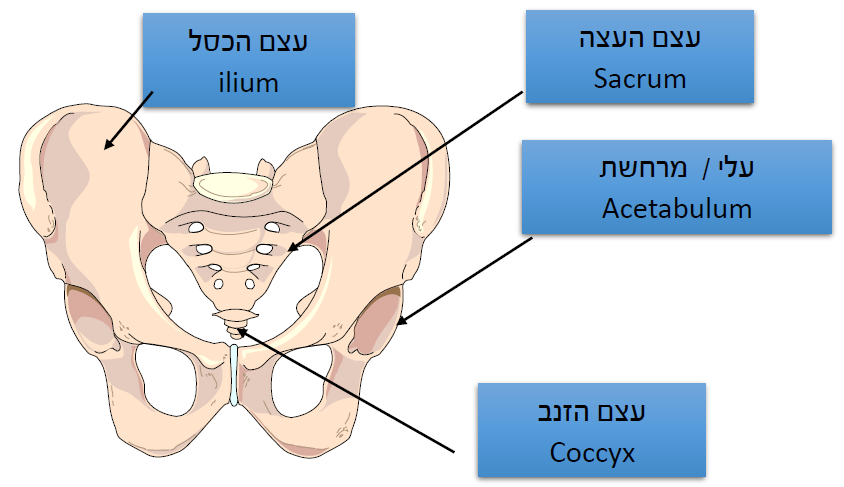 עצם הכסל
ilium
עצם העצה
Sacrum
עלי / מרחשת
Acetabulum
עצם הזנב
Coccyx